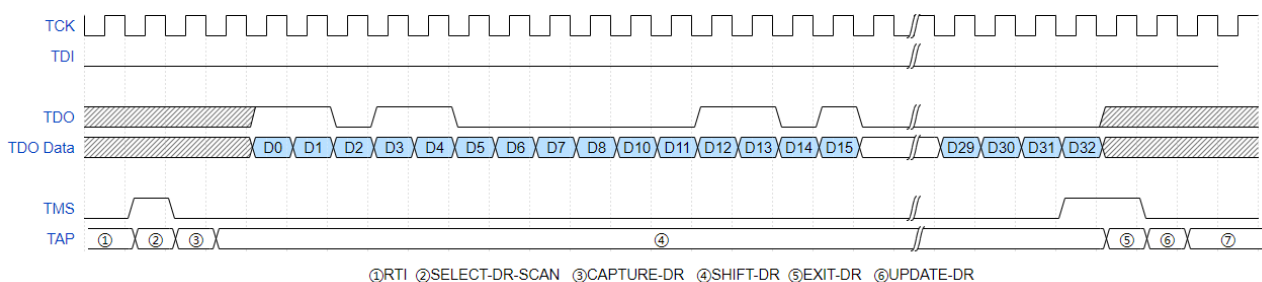 TCK
TDI
TDO
TDO Data D0 D1 D2 D3 D4 D5 D6 D7 D8 D10 D11 D12 D13 D14 D15 D29 D30 D31 D32
TMS
TAP ① ② ③ ④ ⑤ ⑥ ⑦
①RTI ②SELECT-DR-SCAN ③CAPTURE-DR ④SHIFT-DR ⑤EXIT-DR ⑥UPDATE-DR